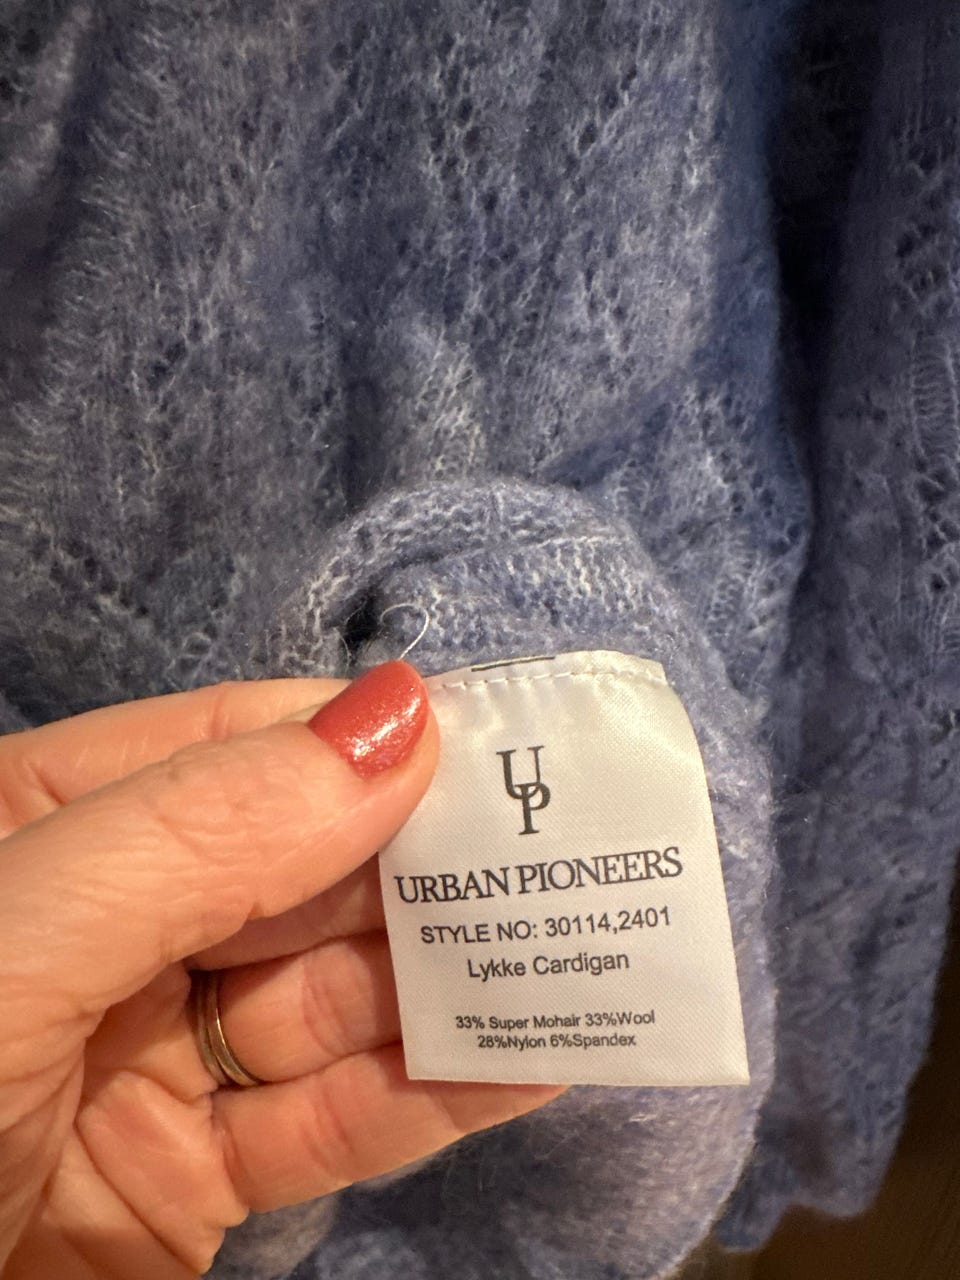 UP
URBAN PIONEERS
STYLE NO: 30114,2401
Lykke Cardigan
33% Super Mohair 33%Wool
28%Nylon 6%Spandex